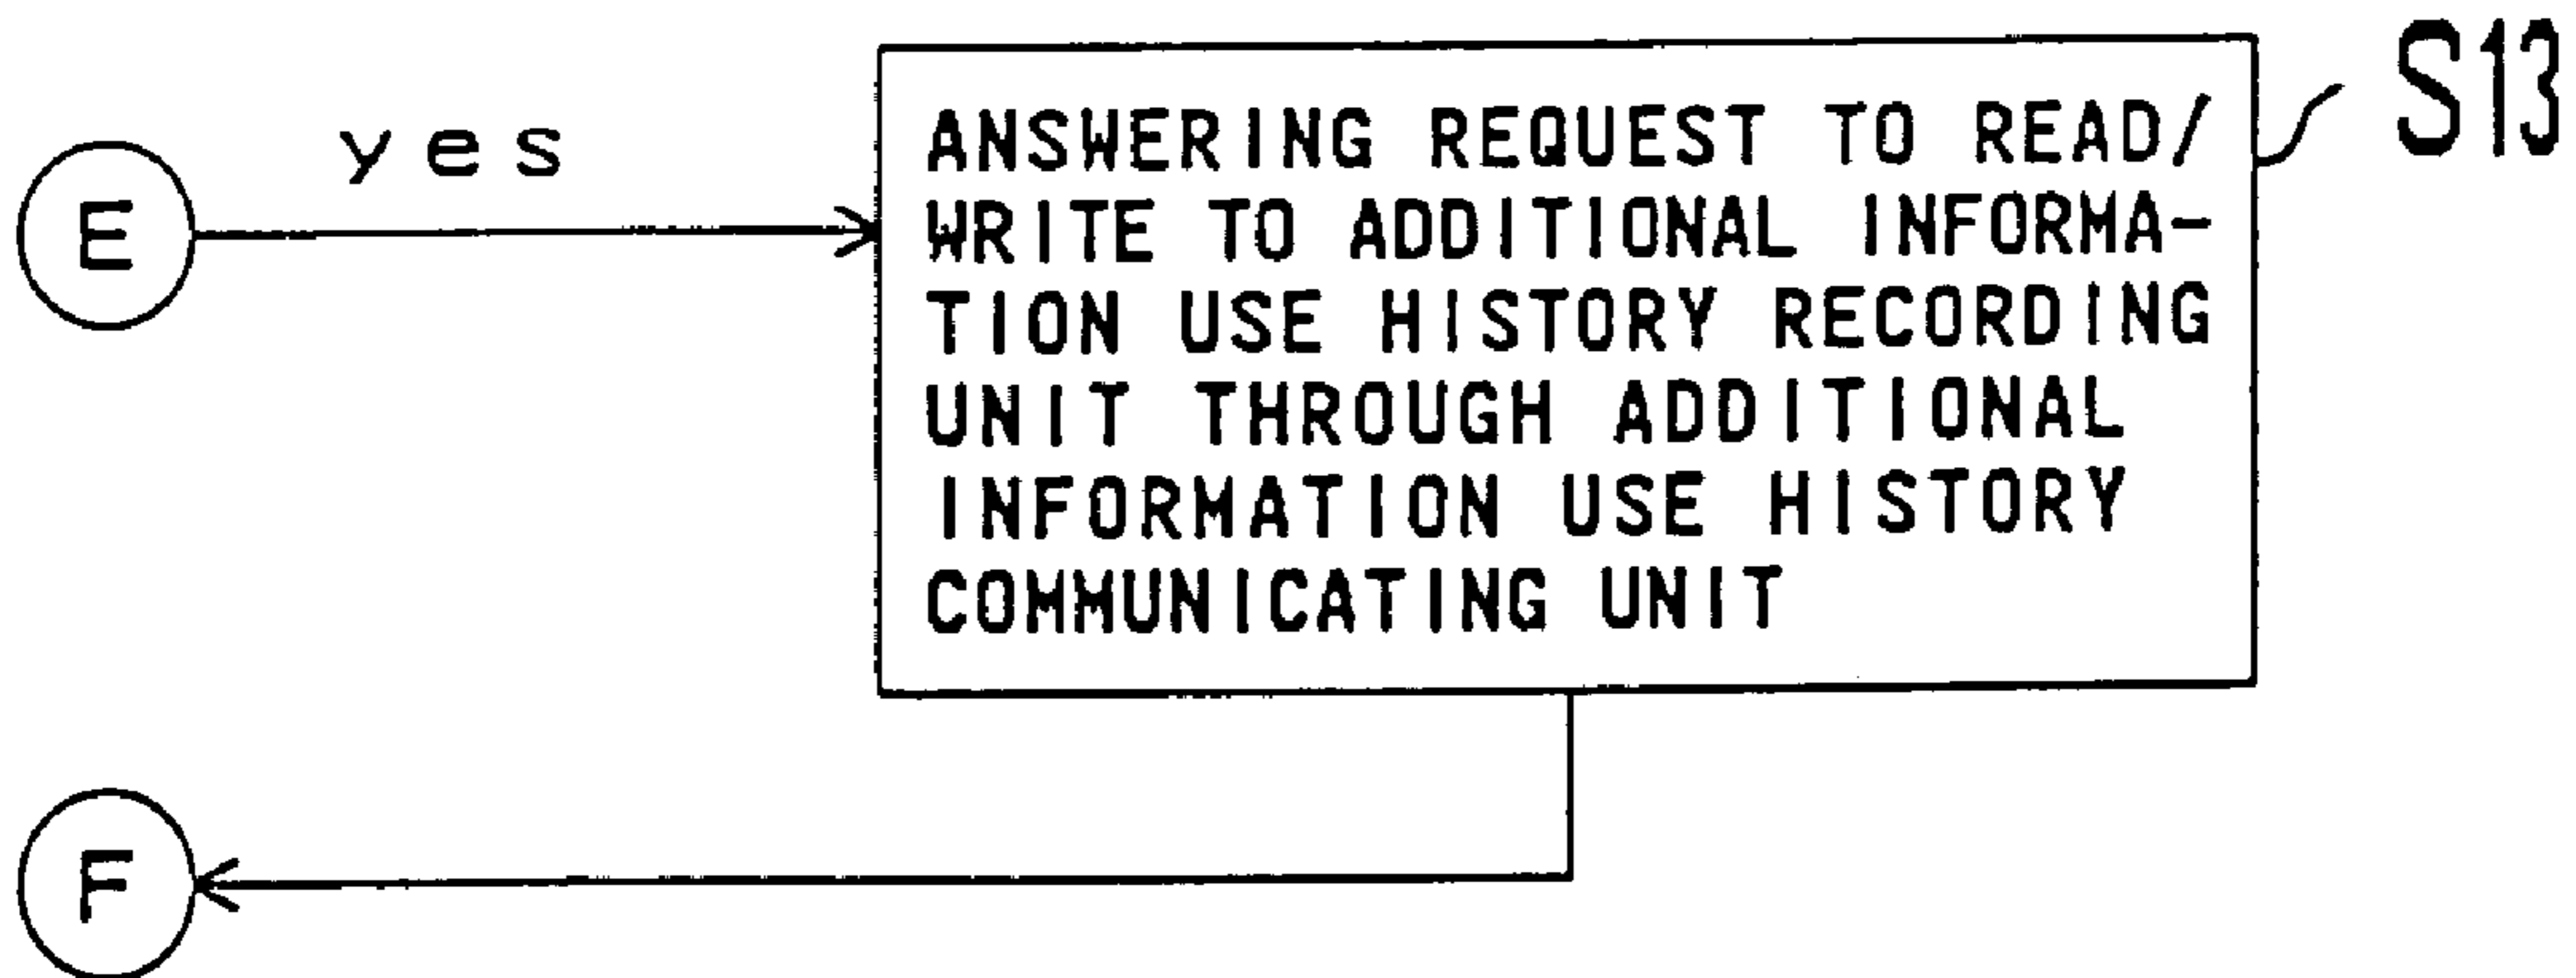 S13
E
yes
ANSWERING REQUEST TO READ/
WRITE TO ADDITIONAL INFORMA-
TION USE HISTORY RECORDING
UNIT THROUGH ADDITIONAL
INFORMATION USE HISTORY
COMMUNICATING UNIT
F